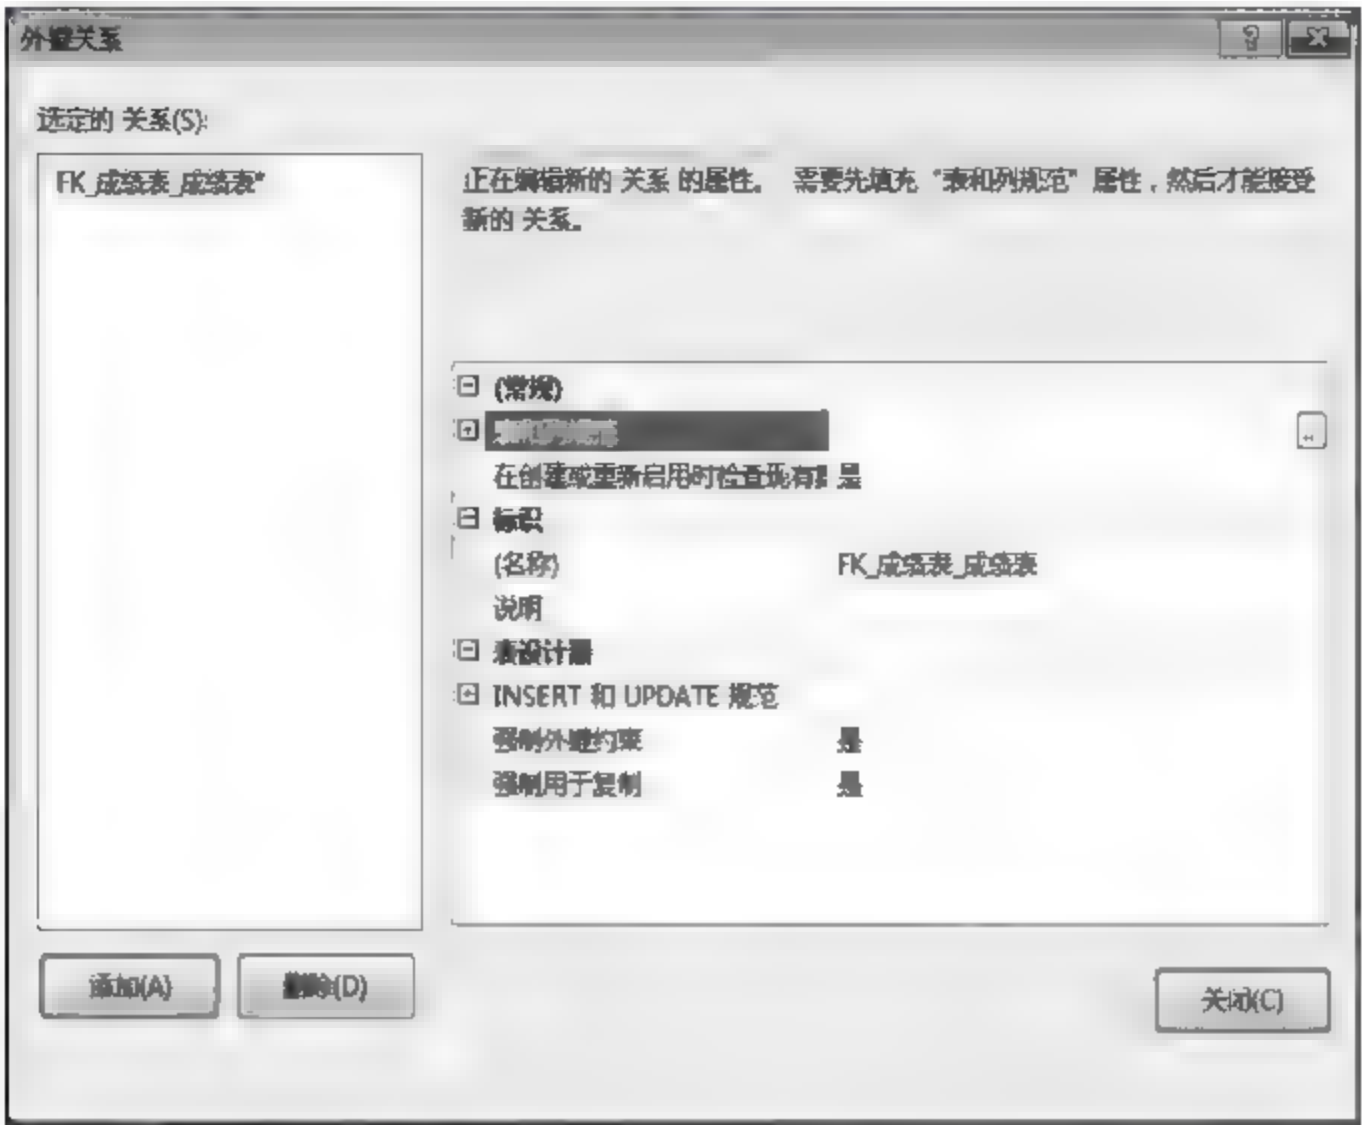 外键关系
选定的 关系(S):
FK_成绩表_成绩表*
正在编辑新的 关系 的属性。 需要先填充“表和列规范”属性，然后才能接受
新的 关系。
(常规)
表和列规范
在创建或重新启用时检查现有 是
标识
(名称) FK_成绩表_成绩表
说明
表设计器
INSERT 和 UPDATE 规范
强制外键约束 是
强制用于复制 是
添加(A) 删除(D) 关闭(C)